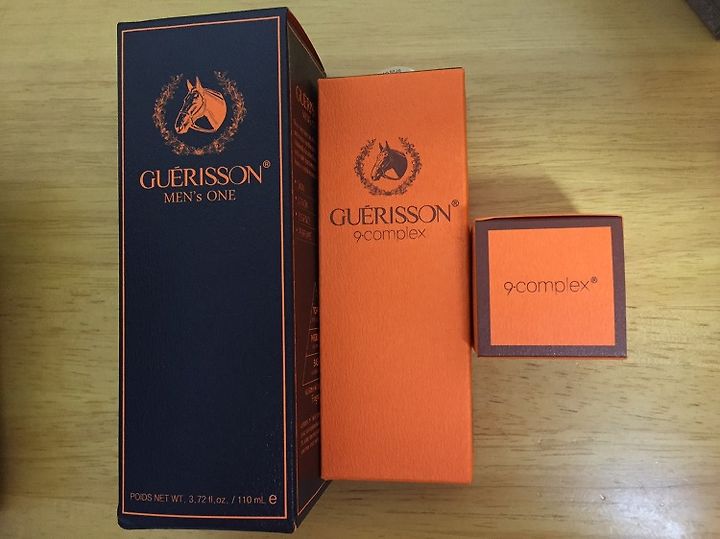 GUÉRISSON®
MEN's ONE
POIDS NET WT. 3.72 fl.oz. / 110 mL e
GUÉRISSON®
9·complex
9·complex®